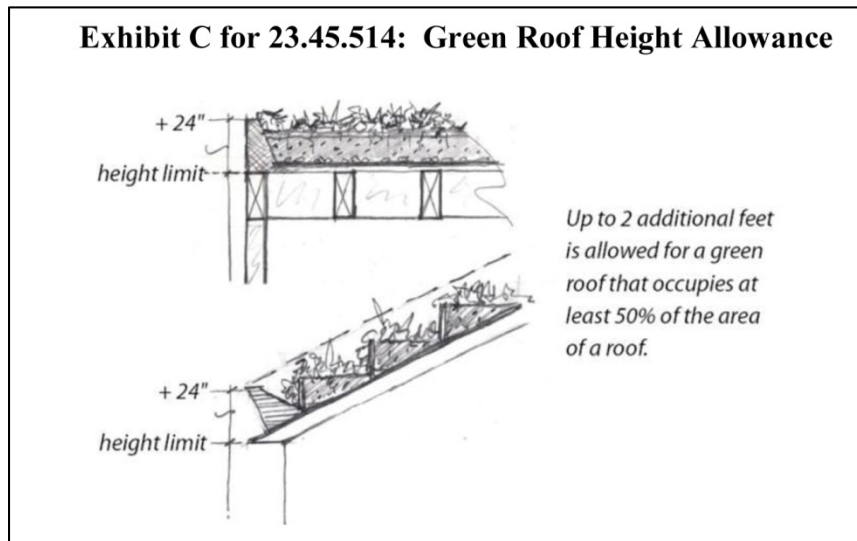 Exhibit C for 23.45.514: Green Roof Height Allowance
+ 24"
height limit
Up to 2 additional feet
is allowed for a green
roof that occupies at
least 50% of the area
of a roof.
+ 24"
height limit